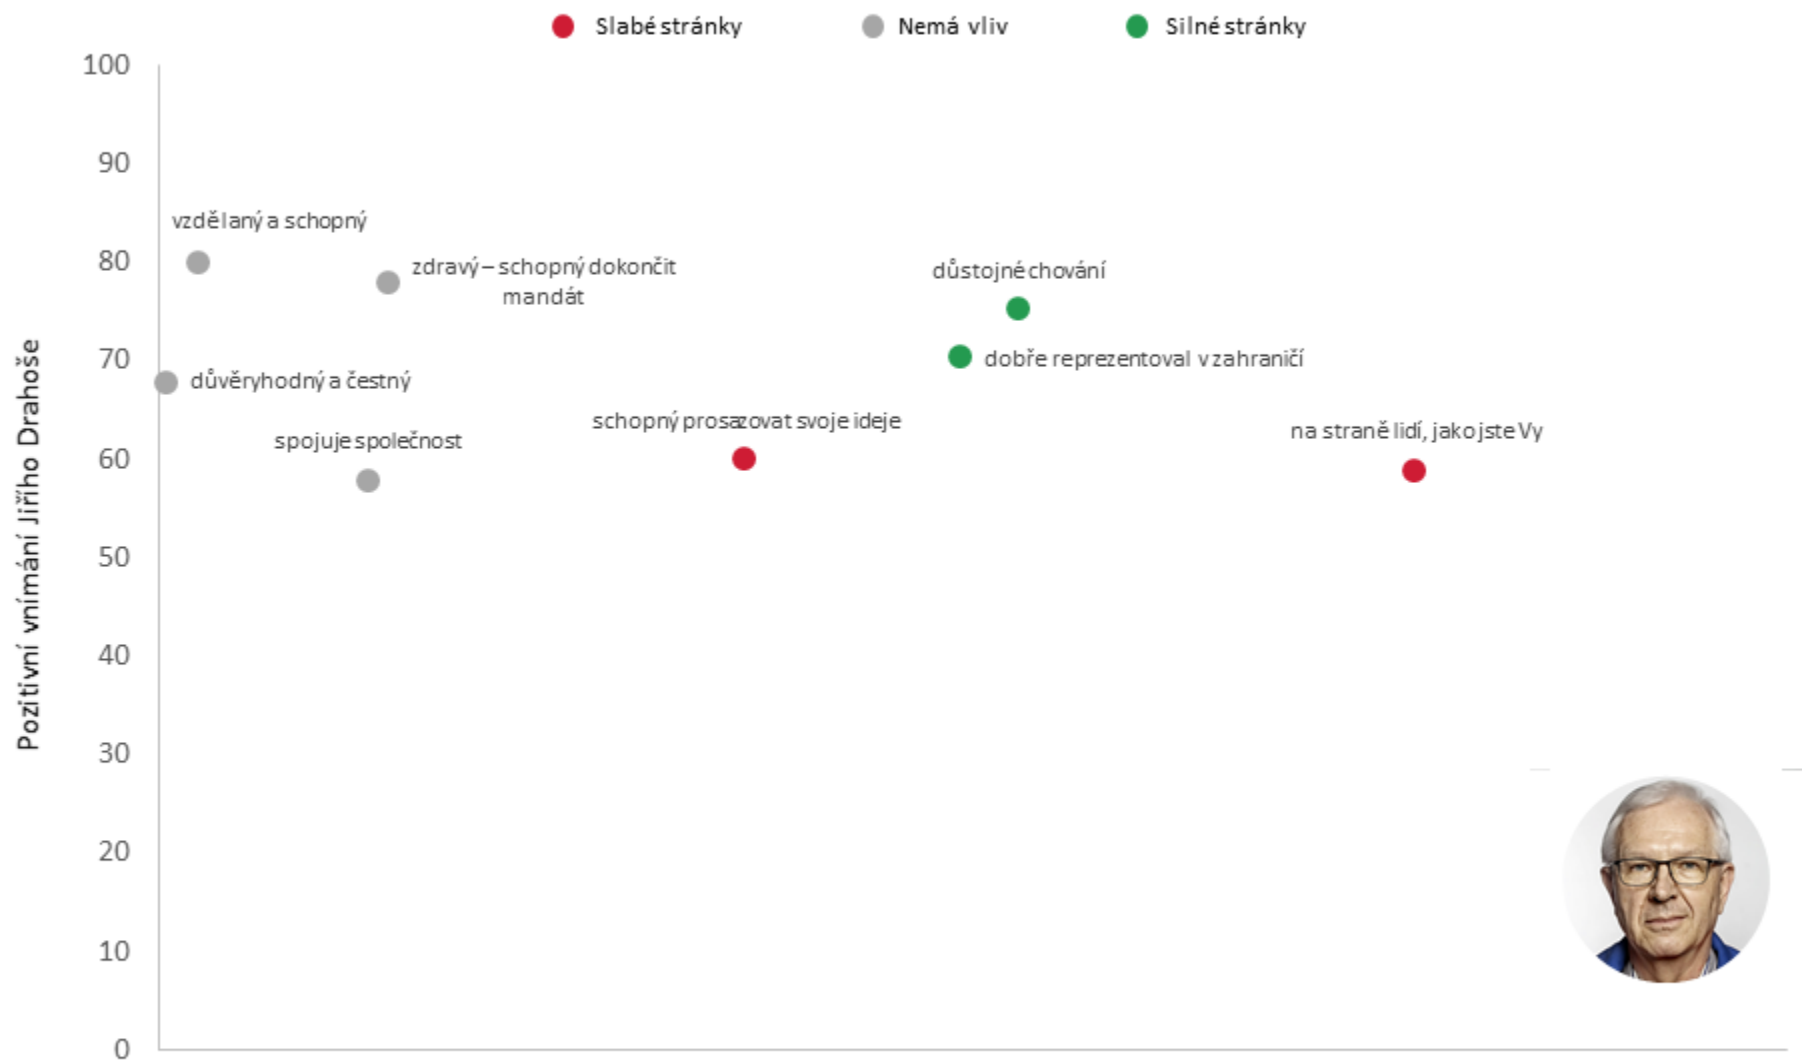 Slabé stránky
Nemá vliv
Silné stránky
100
90
80
70
60
50
40
30
20
10
0
Pozitivní vnímání Jiřího Drahoše
vzdělaný a schopný
zdravý – schopný dokončit
mandát
důstojné chování
dobře reprezentoval v zahraničí
důvěryhodný a čestný
schopný prosazovat svoje ideje
na straně lidí, jako jste Vy
spojuje společnost